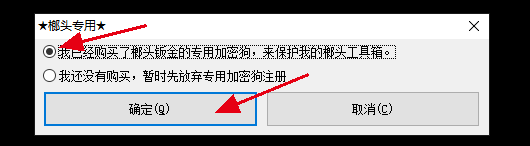 ★榔头专用★
我已经购买了榔头钣金的专用加密狗，来保护我的榔头工具箱。
我还没有购买，暂时先放弃专用加密狗注册
确定(Q)
取消(C)